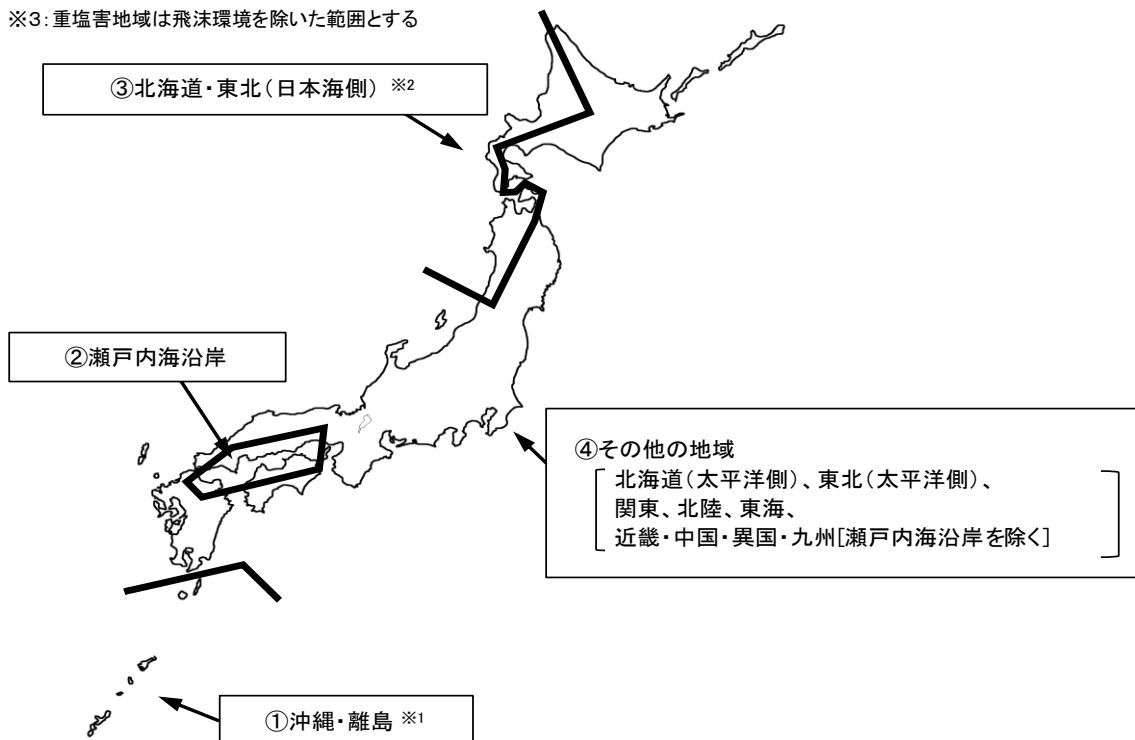 ※3：重塩害地域は飛沫環境を除いた範囲とする
③北海道・東北（日本海側） ※2
②瀬戸内海沿岸
④その他の地域
北海道（太平洋側）、東北（太平洋側）、
関東、北陸、東海、
近畿・中国・異国・九州[瀬戸内海沿岸を除く]
①沖縄・離島 ※1